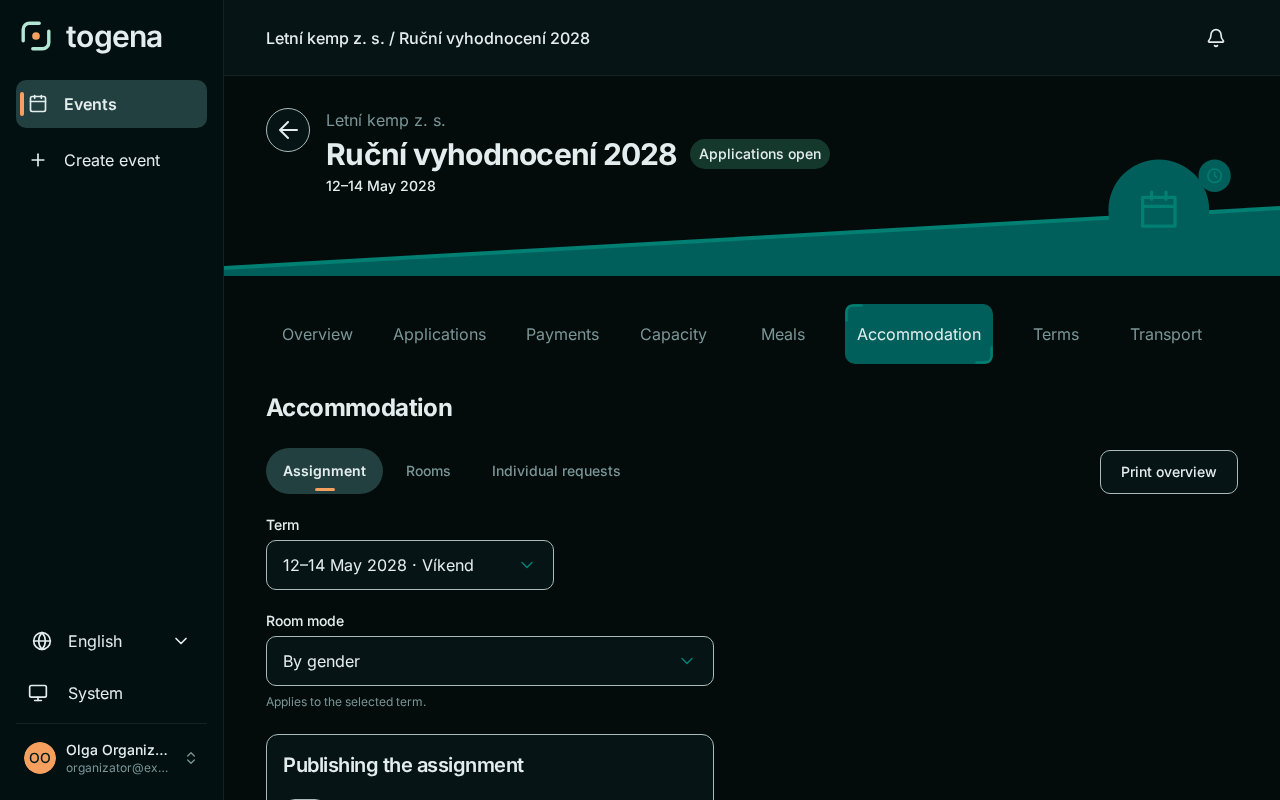 togena
Letní kemp z. s. / Ruční vyhodnocení 2028
Events
Create event
Letní kemp z. s.
Ruční vyhodnocení 2028
Applications open
12–14 May 2028
Overview
Applications
Payments
Capacity
Meals
Accommodation
Terms
Transport
Accommodation
Assignment
Rooms
Individual requests
Print overview
Term
12–14 May 2028 · Víkend
Room mode
By gender
Applies to the selected term.
Publishing the assignment
English
System
OO
Olga Organiz...
organizator@ex...